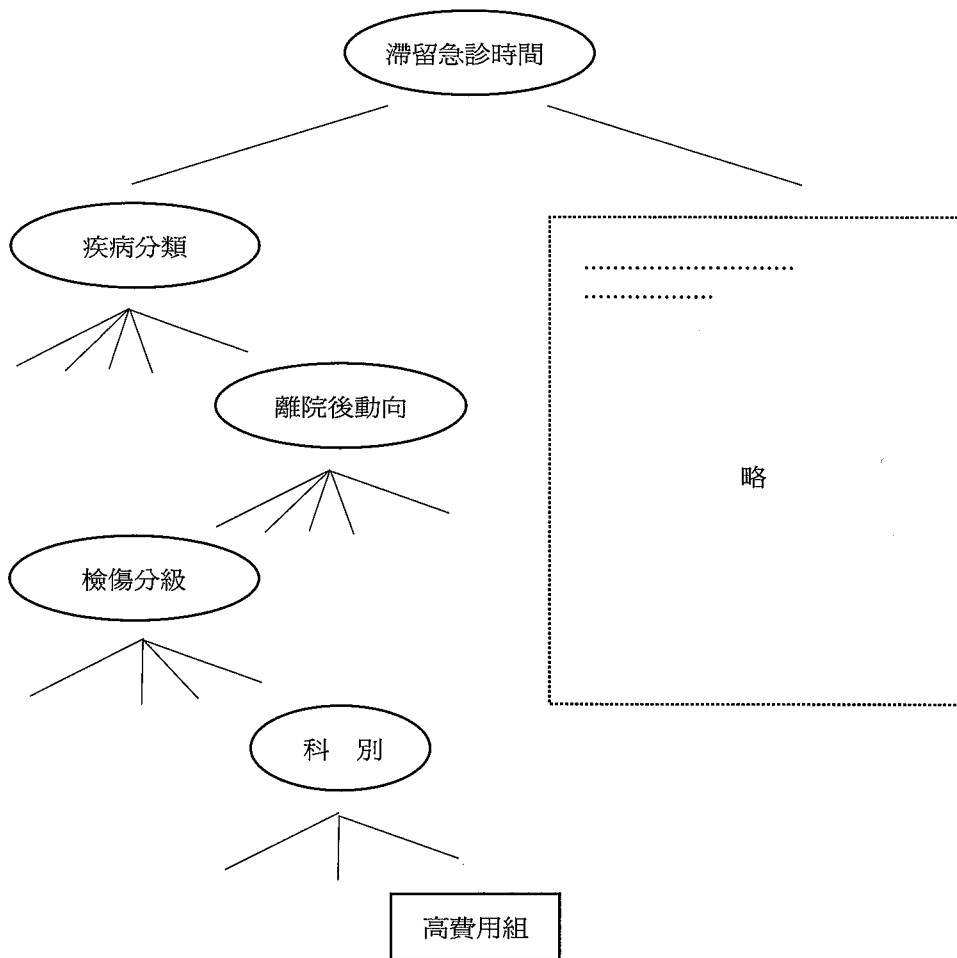 滯留急診時間
疾病分類
離院後動向
略
檢傷分級
科 別
高費用組